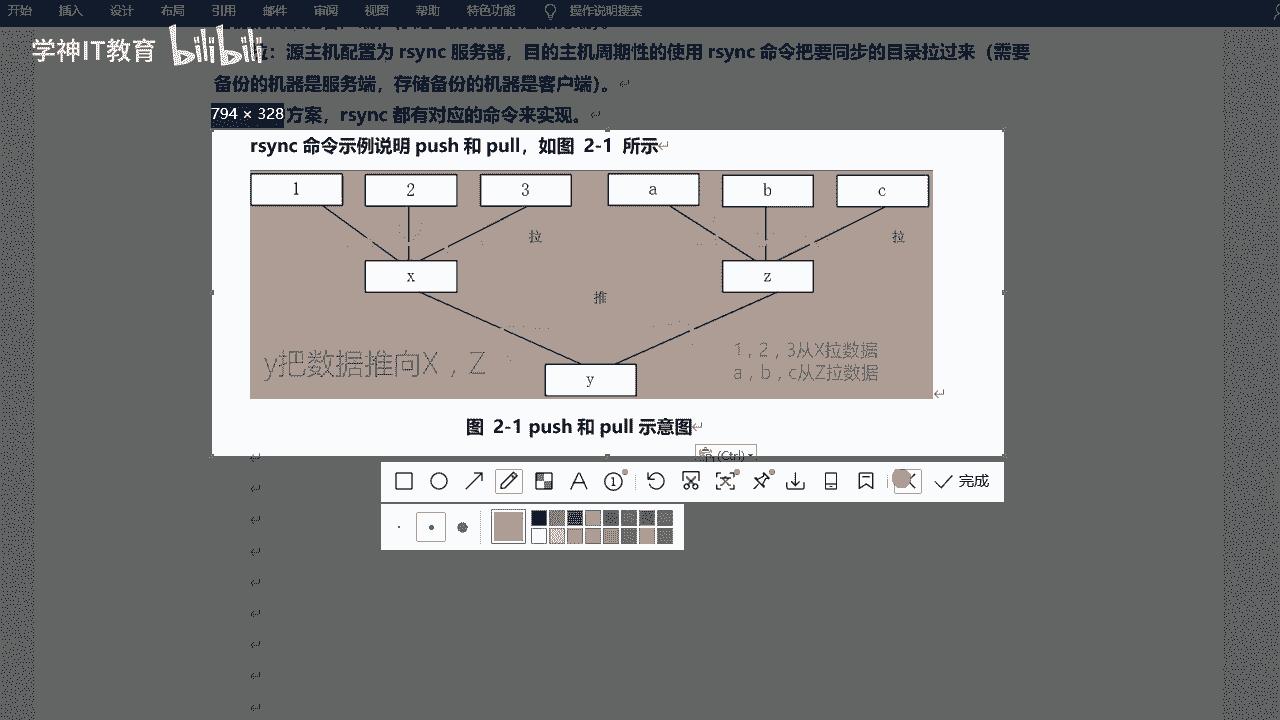 开始 插入 设计 布局 引用 邮件 审阅 视图 帮助 特色功能 操作说明搜索
学神IT教育 bilibili
：源主机配置为 rsync 服务器，目的主机周期性的使用 rsync 命令把要同步的目录拉过来（需要
备份的机器是服务端，存储备份的机器是客户端）。
794 × 328 方案，rsync 都有对应的命令来实现。
rsync 命令示例说明 push 和 pull，如图 2-1 所示
1 2 3 a b c
拉 拉
x z
推
1，2，3从X拉数据
y把数据推向X，Z
a，b，c从Z拉数据
y
图 2-1 push 和 pull 示意图
(Ctrl)
完成